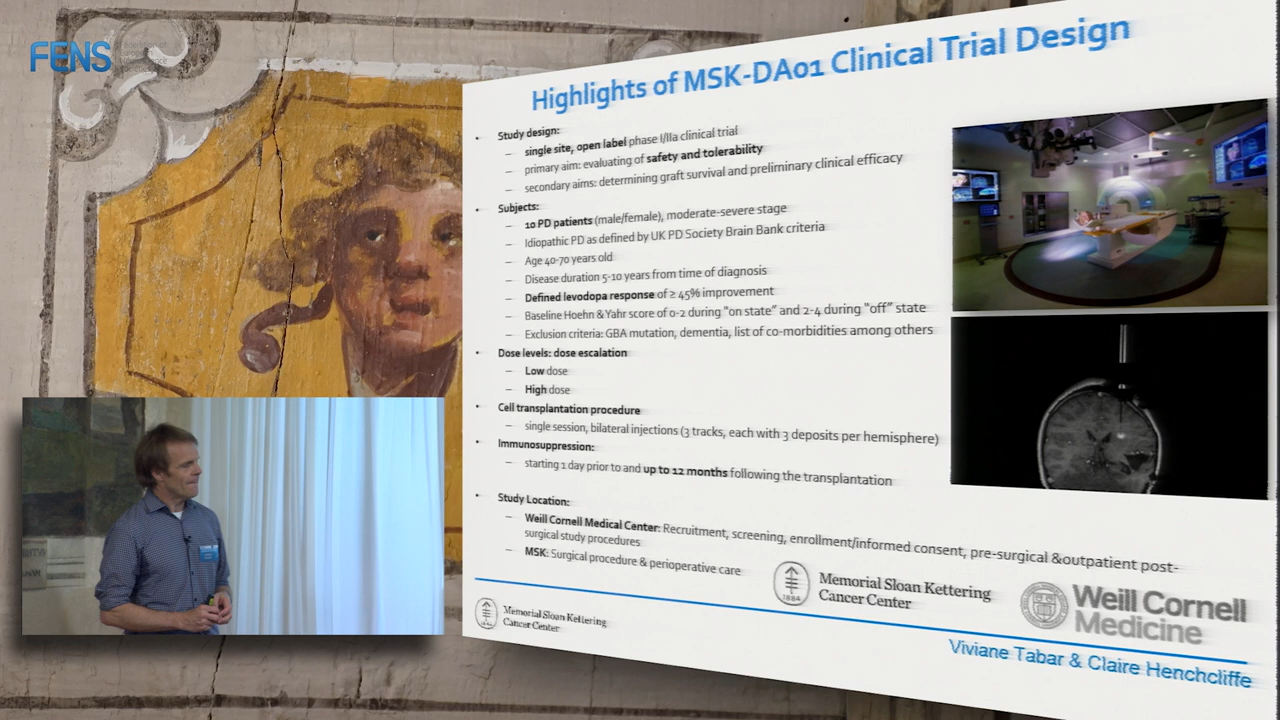 FENS
Highlights of MSK-DA01 Clinical Trial Design
• Study design:
– single site, open label phase I/IIa clinical trial
– primary aim: evaluating of safety and tolerability
– secondary aims: determining graft survival and preliminary clinical efficacy
• Subjects:
– 10 PD patients (male/female), moderate-severe stage
– Idiopathic PD as defined by UK PD Society Brain Bank criteria
– Age 40-70 years old
– Disease duration 5-10 years from time of diagnosis
– Defined levodopa response of ≥ 45% improvement
– Baseline Hoehn & Yahr score of 0-2 during "on state" and 2-4 during "off" state
– Exclusion criteria: GBA mutation, dementia, list of co-morbidities among others
• Dose levels: dose escalation
– Low dose
– High dose
• Cell transplantation procedure
– single session, bilateral injections (3 tracks, each with 3 deposits per hemisphere)
• Immunosuppression:
– starting 1 day prior to and up to 12 months following the transplantation
• Study Location:
– Weill Cornell Medical Center: Recruitment, screening, enrollment/informed consent, pre-surgical &outpatient post-
surgical study procedures
– MSK: Surgical procedure & perioperative care
1884
Memorial Sloan Kettering
Cancer Center
Weill Cornell
Medicine
Memorial Sloan Kettering
Cancer Center
Viviane Tabar & Claire Henchcliffe